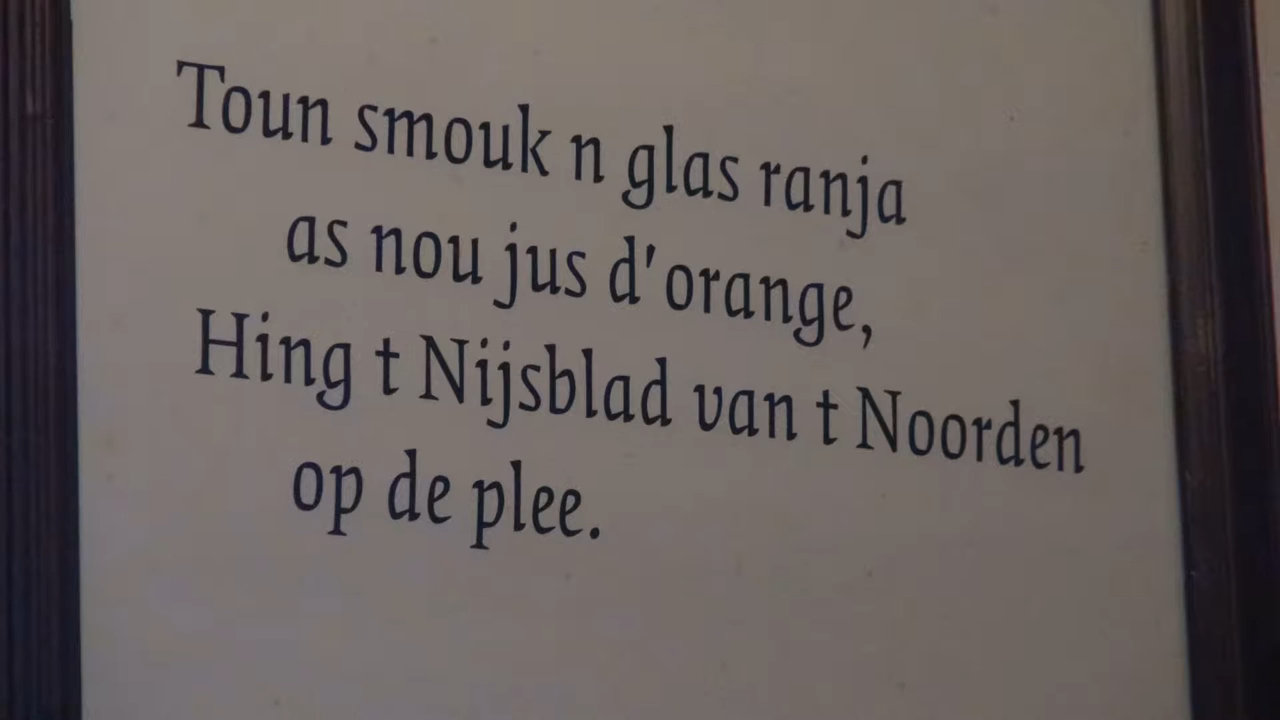 Toun smouk n glas ranja
as nou jus d'orange,
Hing t Nijsblad van t Noorden
op de plee.